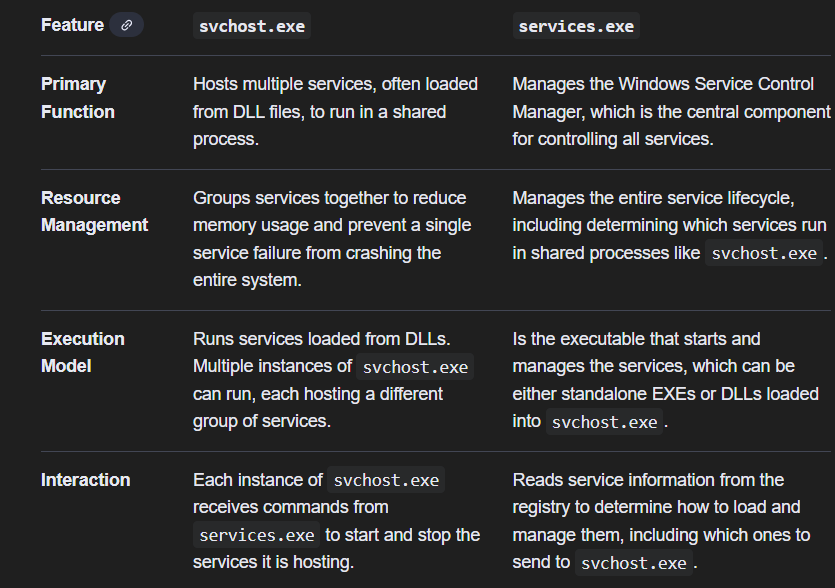 Feature svchost.exe services.exe
Primary Function
Hosts multiple services, often loaded
from DLL files, to run in a shared
process.
Manages the Windows Service Control
Manager, which is the central component
for controlling all services.
Resource Management
Groups services together to reduce
memory usage and prevent a single
service failure from crashing the
entire system.
Manages the entire service lifecycle,
including determining which services run
in shared processes like svchost.exe.
Execution Model
Runs services loaded from DLLs.
Multiple instances of svchost.exe
can run, each hosting a different
group of services.
Is the executable that starts and
manages the services, which can be
either standalone EXEs or DLLs loaded
into svchost.exe.
Interaction
Each instance of svchost.exe
receives commands from
services.exe to start and stop the
services it is hosting.
Reads service information from the
registry to determine how to load and
manage them, including which ones to
send to svchost.exe.